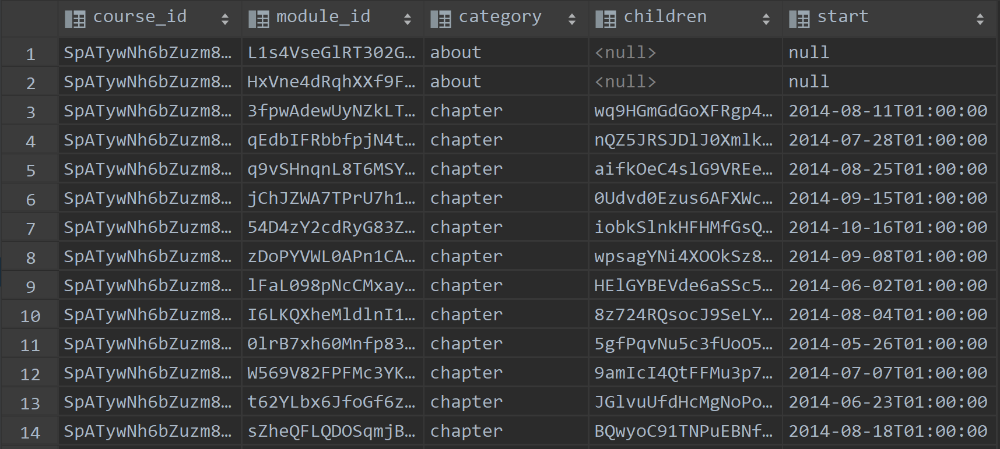 course_id module_id category children start
1 SpATywNh6bZuzm8… L1s4VseGlRT302G… about <null> null
2 SpATywNh6bZuzm8… HxVne4dRqhXXf9F… about <null> null
3 SpATywNh6bZuzm8… 3fpwAdewUyNZkLT… chapter wq9HGmGdGoXFRgp4… 2014-08-11T01:00:00
4 SpATywNh6bZuzm8… qEdbIFRbbfpjN4t… chapter nQZ5JRSJDlJ0Xmlk… 2014-07-28T01:00:00
5 SpATywNh6bZuzm8… q9vSHnqnL8T6MSY… chapter aifkOeC4slG9VREe… 2014-08-25T01:00:00
6 SpATywNh6bZuzm8… jChJZWA7TPrU7h1… chapter 0Udvd0Ezus6AFXWc… 2014-09-15T01:00:00
7 SpATywNh6bZuzm8… 54D4zY2cdRyG83Z… chapter iobkSlnkHFHMfGsQ… 2014-10-16T01:00:00
8 SpATywNh6bZuzm8… zDoPYVWL0APn1CA… chapter wpsagYNi4XOOkSz8… 2014-09-08T01:00:00
9 SpATywNh6bZuzm8… lFaL098pNcCMxay… chapter HElGYBEVde6aSSc5… 2014-06-02T01:00:00
10 SpATywNh6bZuzm8… I6LKQXheMldlnI1… chapter 8z724RQsocJ9SeLY… 2014-08-04T01:00:00
11 SpATywNh6bZuzm8… 0lrB7xh60Mnfp83… chapter 5gfPqvNu5c3fUoO5… 2014-05-26T01:00:00
12 SpATywNh6bZuzm8… W569V82FPFMc3YK… chapter 9amIcI4QtFFMu3p7… 2014-07-07T01:00:00
13 SpATywNh6bZuzm8… t62YLbx6JfoGf6z… chapter JGlvuUfdHcMgNoPo… 2014-06-23T01:00:00
14 SpATywNh6bZuzm8… sZheQFLQDOSqmjB… chapter BQwyoC91TNPuEBNf… 2014-08-18T01:00:00